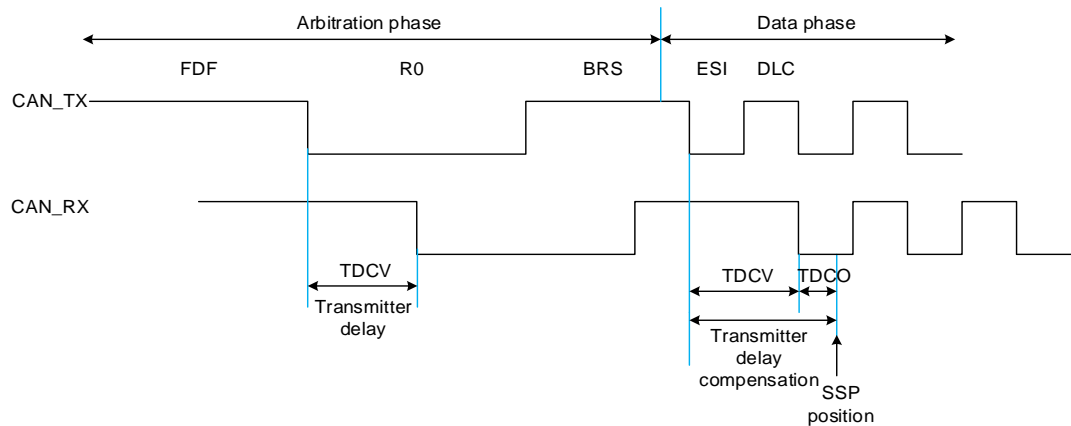 Arbitration phase
Data phase
FDF
R0
BRS
ESI
DLC
CAN_TX
CAN_RX
TDCV
Transmitter
delay
TDCV
TDCO
Transmitter
delay
compensation
SSP
position